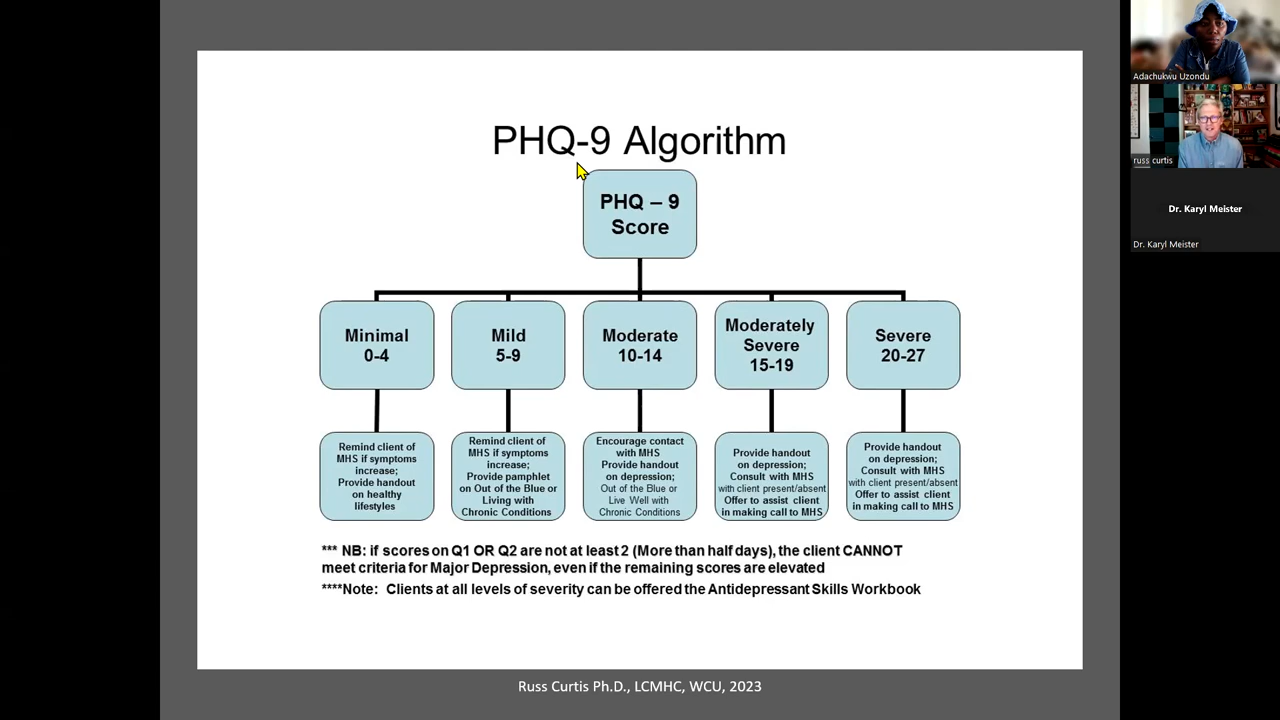 PHQ-9 Algorithm
PHQ – 9
Score
Minimal
0-4
Mild
5-9
Moderate
10-14
Moderately
Severe
15-19
Severe
20-27
Remind client of
MHS if symptoms
increase;
Provide handout
on healthy
lifestyles
Remind client of
MHS if symptoms
increase;
Provide pamphlet
on Out of the Blue or
Living with
Chronic Conditions
Encourage contact
with MHS
Provide handout
on depression;
Out of the Blue or
Live Well with
Chronic Conditions
Provide handout
on depression;
Consult with MHS
with client present/absent
Offer to assist client
in making call to MHS
Provide handout
on depression;
Consult with MHS
with client present/absent
Offer to assist client
in making call to MHS
*** NB: if scores on Q1 OR Q2 are not at least 2 (More than half days), the client CANNOT
meet criteria for Major Depression, even if the remaining scores are elevated
****Note: Clients at all levels of severity can be offered the Antidepressant Skills Workbook
Russ Curtis Ph.D., LCMHC, WCU, 2023
Adachukwu Uzondu
russ curtis
Dr. Karyl Meister
Dr. Karyl Meister